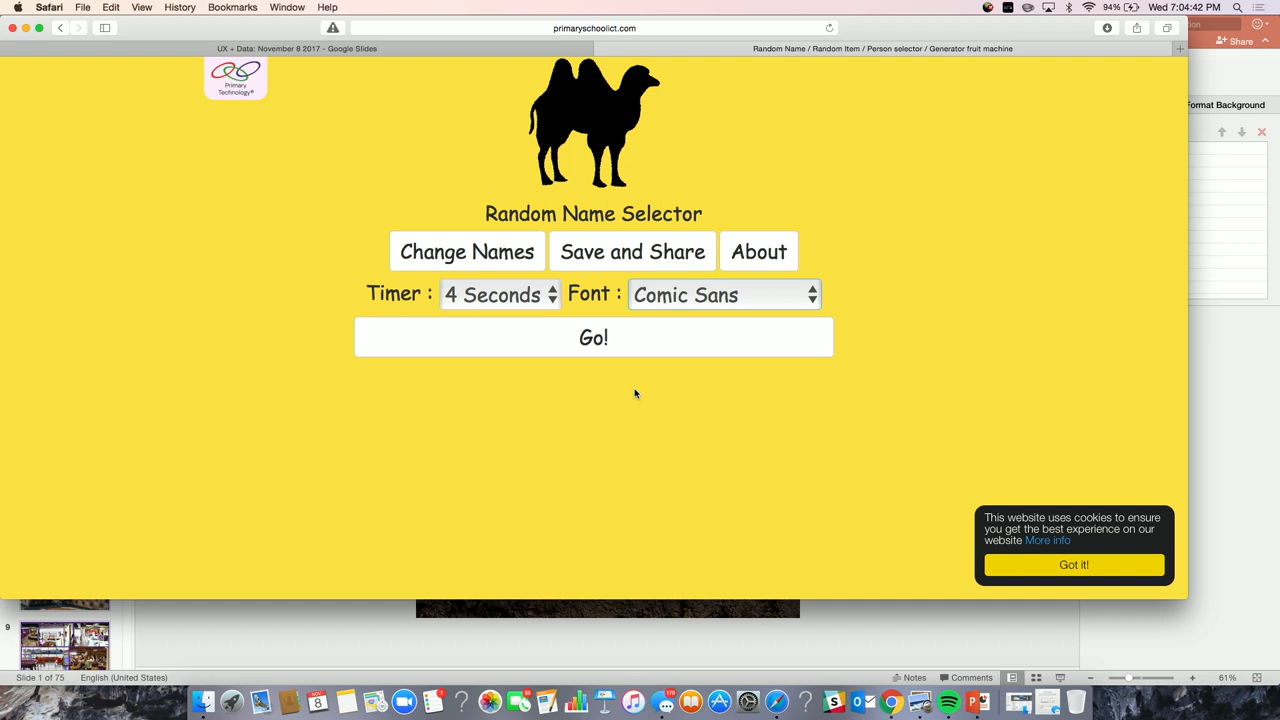 Safari File Edit View History Bookmarks Window Help 94% Wed 7:04:42 PM
primaryschoolict.com
UX + Data: November 8 2017 - Google Slides Random Name / Random Item / Person selector / Generator fruit machine
Share
Primary
Technology®
Format Background
Random Name Selector
Change Names Save and Share About
Timer : 4 Seconds Font : Comic Sans
Go!
This website uses cookies to ensure
you get the best experience on our
website More info
Got it!
9
Slide 1 of 75 English (United States) Notes Comments 61%
NOV
8